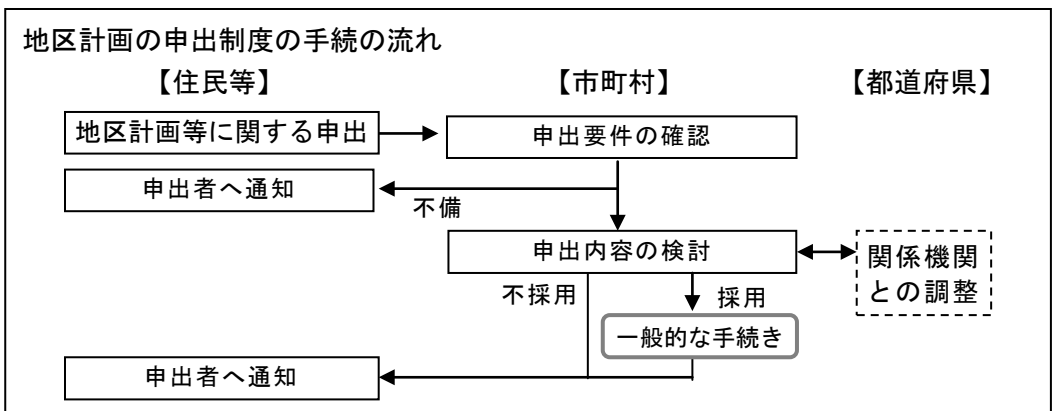 地区計画の申出制度の手続の流れ
【住民等】 【市町村】 【都道府県】
地区計画等に関する申出 申出要件の確認
申出者へ通知
不備
申出内容の検討
関係機関
との調整
不採用 採用
一般的な手続き
申出者へ通知